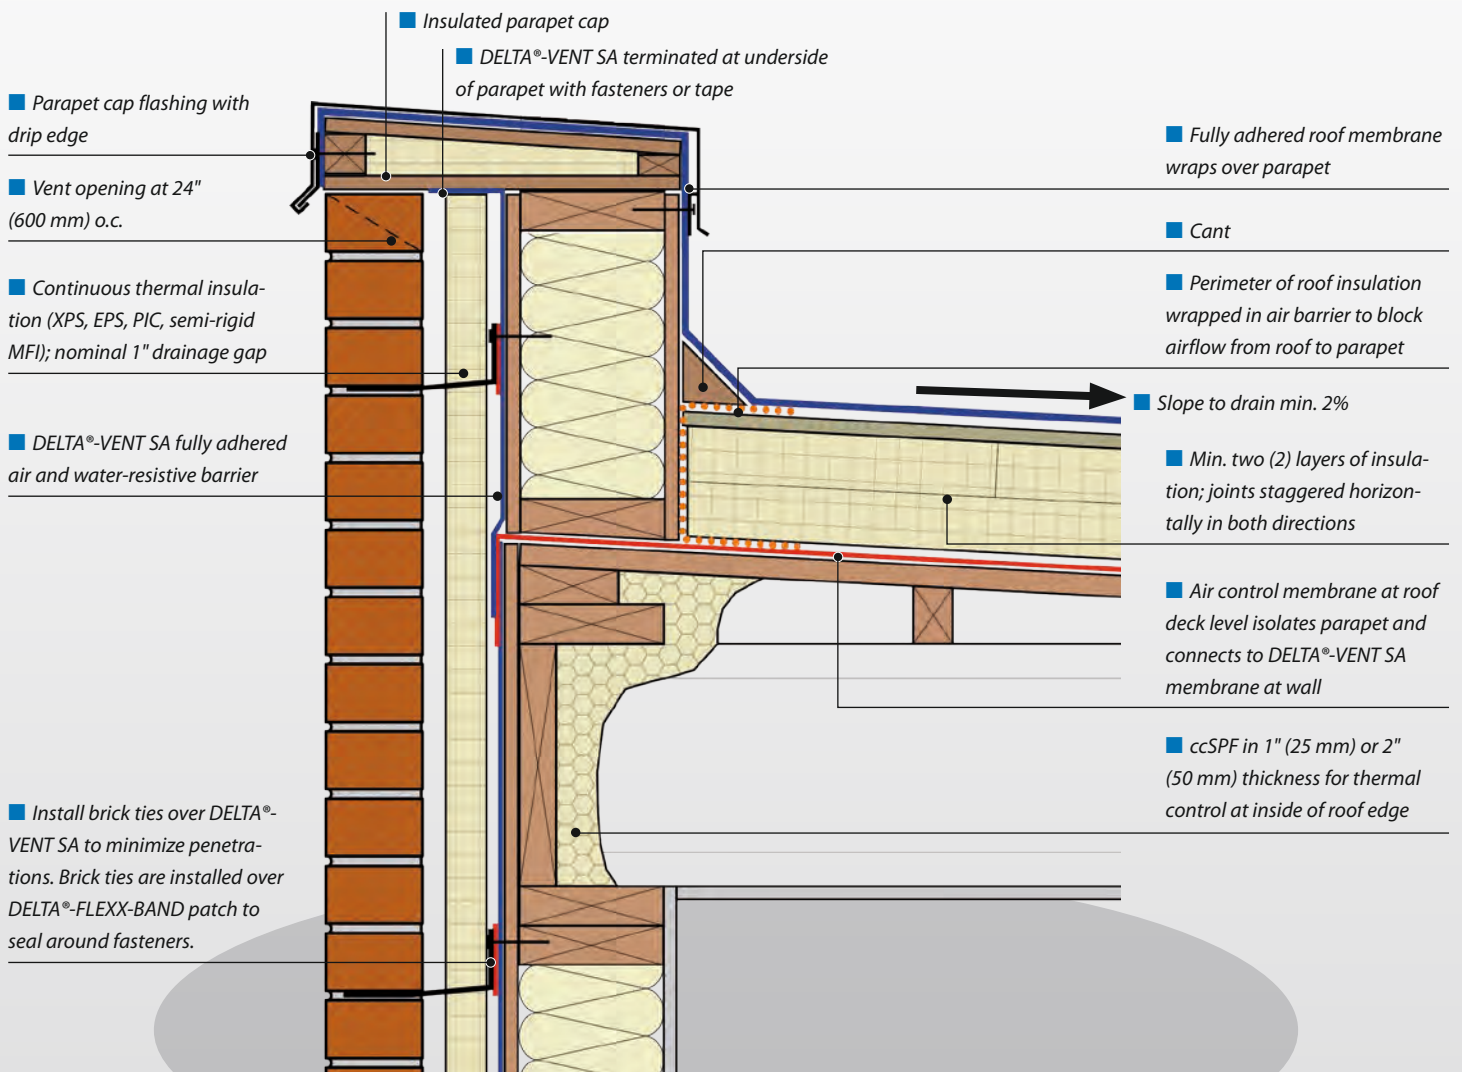 Insulated parapet cap
DELTA®-VENT SA terminated at underside
of parapet with fasteners or tape
Parapet cap flashing with
drip edge
Vent opening at 24"
(600 mm) o.c.
Continuous thermal insula-
tion (XPS, EPS, PIC, semi-rigid
MFI); nominal 1" drainage gap
DELTA®-VENT SA fully adhered
air and water-resistive barrier
Install brick ties over DELTA®-
VENT SA to minimize penetra-
tions. Brick ties are installed over
DELTA®-FLEXX-BAND patch to
seal around fasteners.
Fully adhered roof membrane
wraps over parapet
Cant
Perimeter of roof insulation
wrapped in air barrier to block
airflow from roof to parapet
Slope to drain min. 2%
Min. two (2) layers of insula-
tion; joints staggered horizon-
tally in both directions
Air control membrane at roof
deck level isolates parapet and
connects to DELTA®-VENT SA
membrane at wall
ccSPF in 1" (25 mm) or 2"
(50 mm) thickness for thermal
control at inside of roof edge